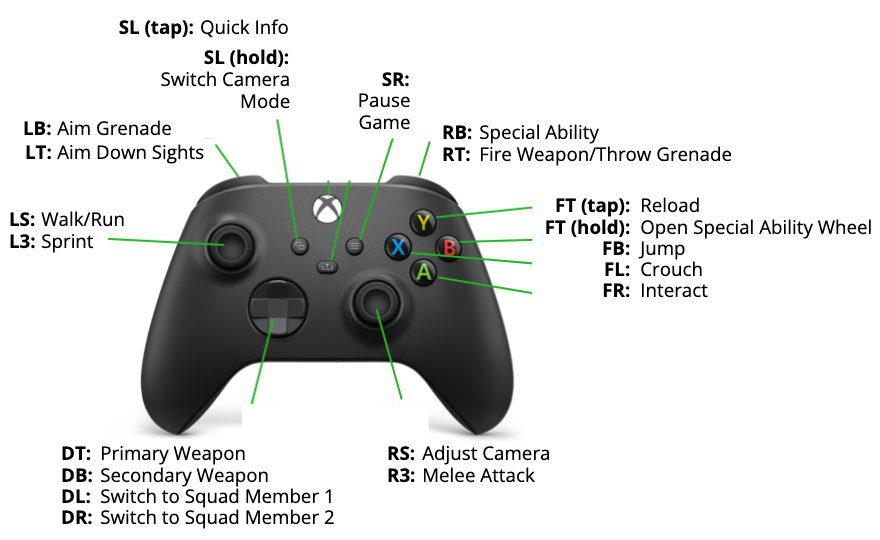 SL (tap): Quick Info
SL (hold):
Switch Camera
Mode
SR:
Pause
Game
LB: Aim Grenade
LT: Aim Down Sights
RB: Special Ability
RT: Fire Weapon/Throw Grenade
LS: Walk/Run
L3: Sprint
FT (tap): Reload
FT (hold): Open Special Ability Wheel
FB: Jump
FL: Crouch
FR: Interact
Y
X
B
A
DT: Primary Weapon
DB: Secondary Weapon
DL: Switch to Squad Member 1
DR: Switch to Squad Member 2
RS: Adjust Camera
R3: Melee Attack